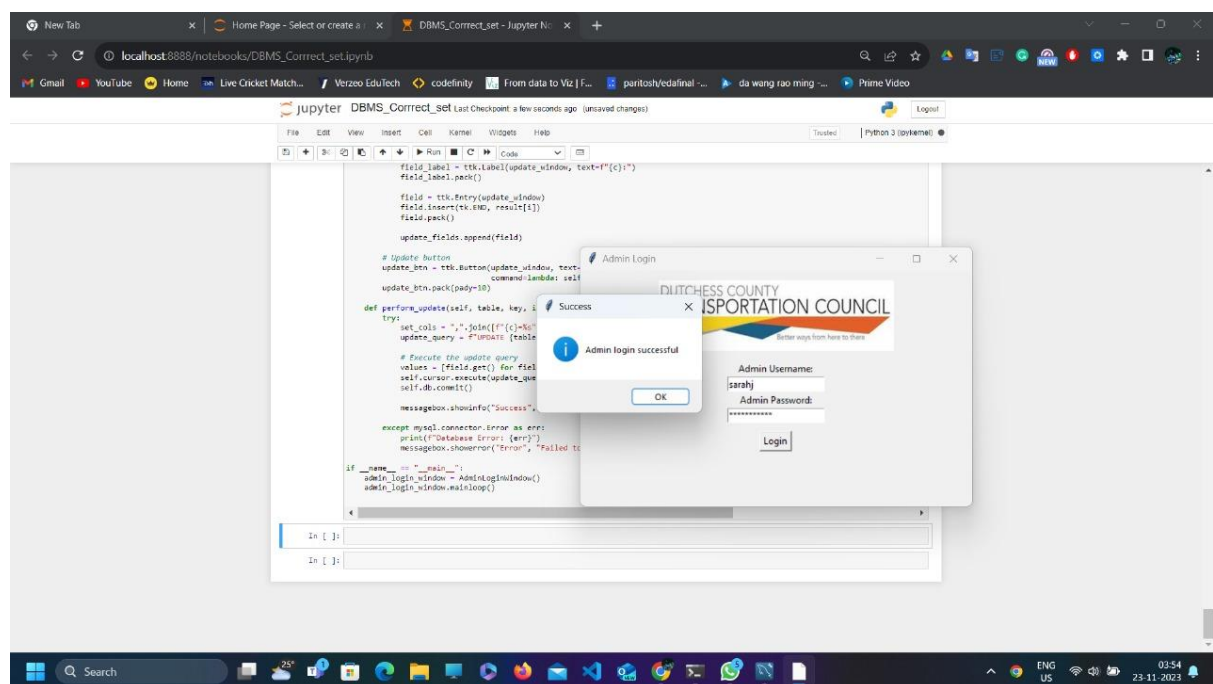 New Tab
Home Page - Select or create a
DBMS_Corrrect_set - Jupyter No
localhost:8888/notebooks/DBMS_Corrrect_set.ipynb
NEW
Gmail YouTube Home Live Cricket Match... Verzeo EduTech codefinity From data to Viz | F... paritosh/edafinal -... da wang rao ming -... Prime Video
jupyter DBMS_Corrrect_set Last Checkpoint: a few seconds ago (unsaved changes)
Logout
File Edit View Insert Cell Kernel Widgets Help
Trusted Python 3 (ipykernel)
Run Code
field_label = ttk.Label(update_window, text=f"{c}:")
field_label.pack()
field = ttk.Entry(update_window)
field.insert(tk.END, result[i])
field.pack()
update_fields.append(field)
# Update button
update_btn = ttk.Button(update_window, text=
command=lambda: self
update_btn.pack(pady=10)
def perform_update(self, table, key, i
try:
set_cols = ",".join([f"{c}=%s"
update_query = f"UPDATE {table
# Execute the update query
values = [field.get() for fiel
self.cursor.execute(update_que
self.db.commit()
messagebox.showinfo("Success",
except mysql.connector.Error as err:
print(f"Database Error: {err}")
messagebox.showerror("Error", "Failed to
if __name__ == "__main__":
admin_login_window = AdminLoginWindow()
admin_login_window.mainloop()
In [ ]:
In [ ]:
Admin Login
DUTCHESS COUNTY
NSPORTATION COUNCIL
Better ways from here to there
Admin Username:
sarahj
Admin Password:
***********
Login
Success
Admin login successful
OK
Search
25°
ENG
US
03:54
23-11-2023